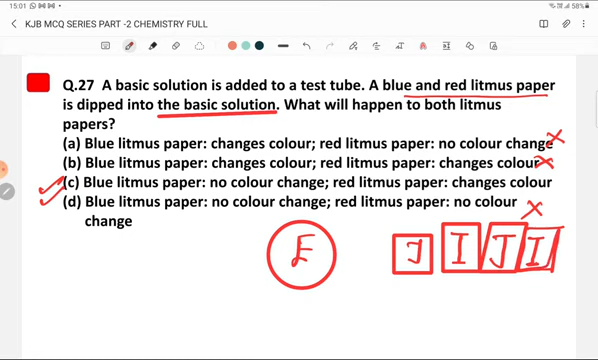 15:01
58%
KJB MCQ SERIES PART -2 CHEMISTRY FULL
Q.27 A basic solution is added to a test tube. A blue and red litmus paper
is dipped into the basic solution. What will happen to both litmus
papers?
(a) Blue litmus paper: changes colour; red litmus paper: no colour change
(b) Blue litmus paper: changes colour; red litmus paper: changes colour
(c) Blue litmus paper: no colour change; red litmus paper: changes colour
(d) Blue litmus paper: no colour change; red litmus paper: no colour
change
E J I J I